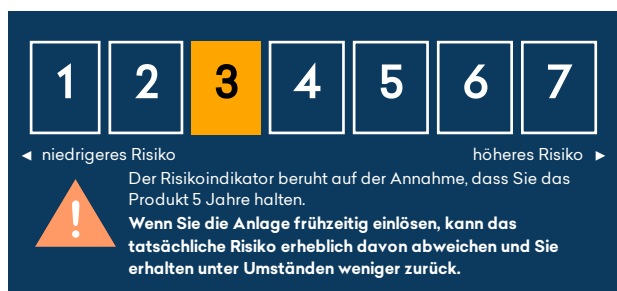 1 2 3 4 5 6 7
◄ niedrigeres Risiko höheres Risiko ►
Der Risikoindikator beruht auf der Annahme, dass Sie das
Produkt 5 Jahre halten.
Wenn Sie die Anlage frühzeitig einlösen, kann das
tatsächliche Risiko erheblich davon abweichen und Sie
erhalten unter Umständen weniger zurück.